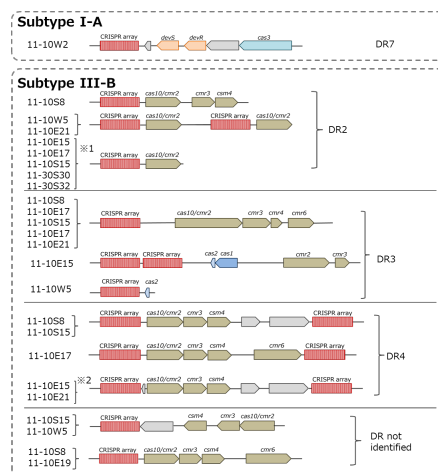 Subtype I-A
11-10W2
CRISPR array
devS
devR
cas3
DR7
Subtype III-B
11-10S8
CRISPR array
cas10/cmr2
cmr3
csm4
11-10W5
11-10E21
CRISPR array
cas10/cmr2
CRISPR array
cas10/cmr2
DR2
11-10E15
11-10E17
11-10S15
11-30S30
11-30S32
※1
CRISPR array
cas10/cmr2
11-10S8
11-10E17
11-10S15
11-10E17
11-10E21
CRISPR array
cas10/cmr2
cmr3
cmr4
cmr6
11-10E15
CRISPR array
CRISPR array
cas2
cas1
cmr2
cmr3
DR3
11-10W5
CRISPR array
cas2
11-10S8
11-10S15
CRISPR array
cas10/cmr2
cmr3
csm4
CRISPR array
11-10E17
CRISPR array
cas10/cmr2
cmr3
csm4
cmr6
CRISPR array
DR4
11-10E15
11-10E21
※2
CRISPR array
cas10/cmr2
cmr3
csm4
CRISPR array
11-10S15
11-10W5
CRISPR array
csm4
cmr3
cas10/cmr2
DR not
identified
11-10S8
11-10E19
CRISPR array
cas10/cmr2
cmr3
csm4
cmr6